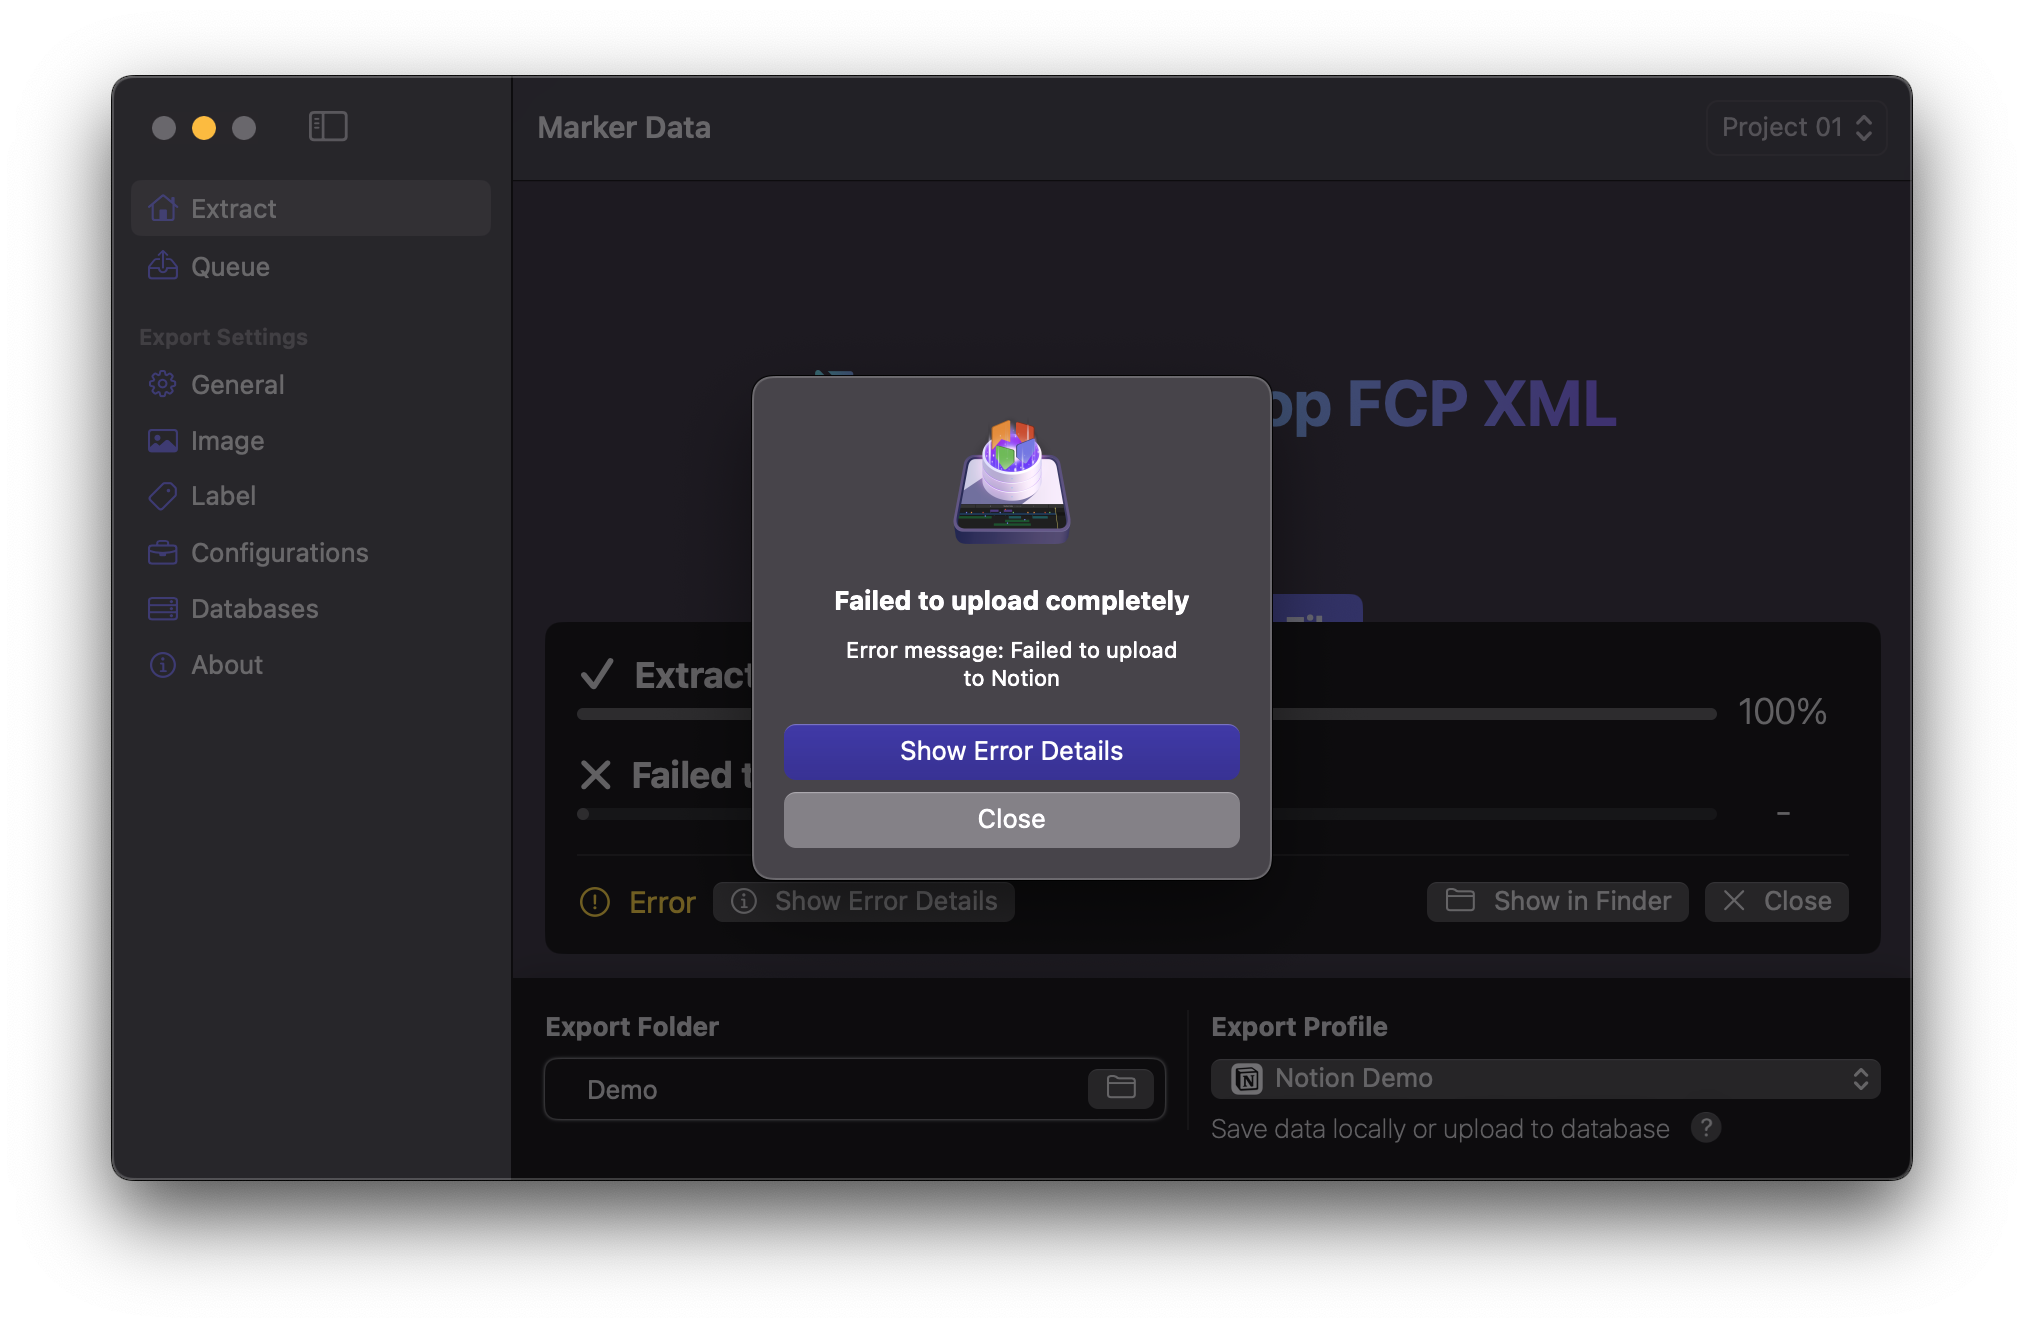 Marker Data
Project 01
Extract
Queue
Export Settings
General
Image
Label
Configurations
Databases
About
FCP XML
Failed to upload completely
Error message: Failed to upload
to Notion
Show Error Details
Close
Extract
100%
Failed
-
Error
Show Error Details
Show in Finder
Close
Export Folder
Demo
Export Profile
Notion Demo
Save data locally or upload to database ?